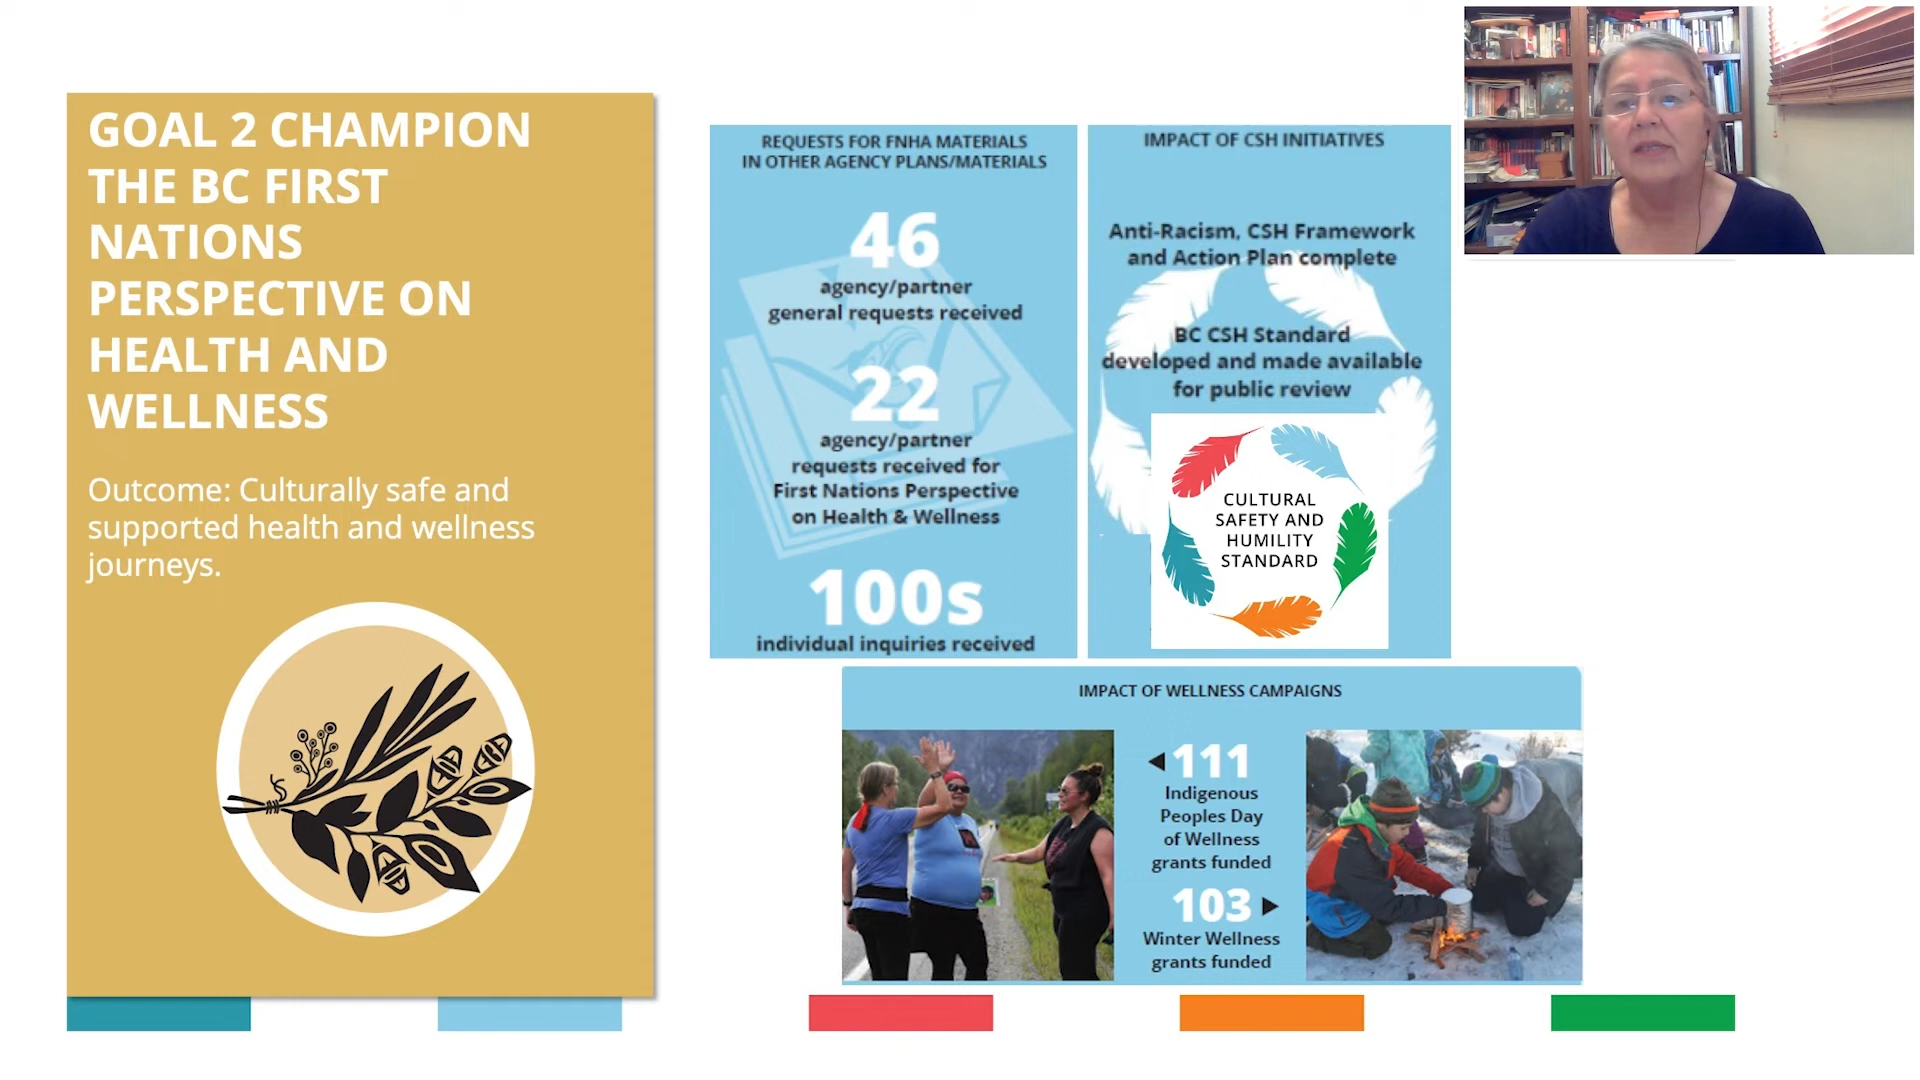 GOAL 2 CHAMPION
THE BC FIRST
NATIONS
PERSPECTIVE ON
HEALTH AND
WELLNESS
Outcome: Culturally safe and
supported health and wellness
journeys.
REQUESTS FOR FNHA MATERIALS
IN OTHER AGENCY PLANS/MATERIALS
46
agency/partner
general requests received
22
agency/partner
requests received for
First Nations Perspective
on Health & Wellness
100s
individual inquiries received
IMPACT OF CSH INITIATIVES
Anti-Racism, CSH Framework
and Action Plan complete
BC CSH Standard
developed and made available
for public review
CULTURAL
SAFETY AND
HUMILITY
STANDARD
IMPACT OF WELLNESS CAMPAIGNS
111
Indigenous
Peoples Day
of Wellness
grants funded
103
Winter Wellness
grants funded